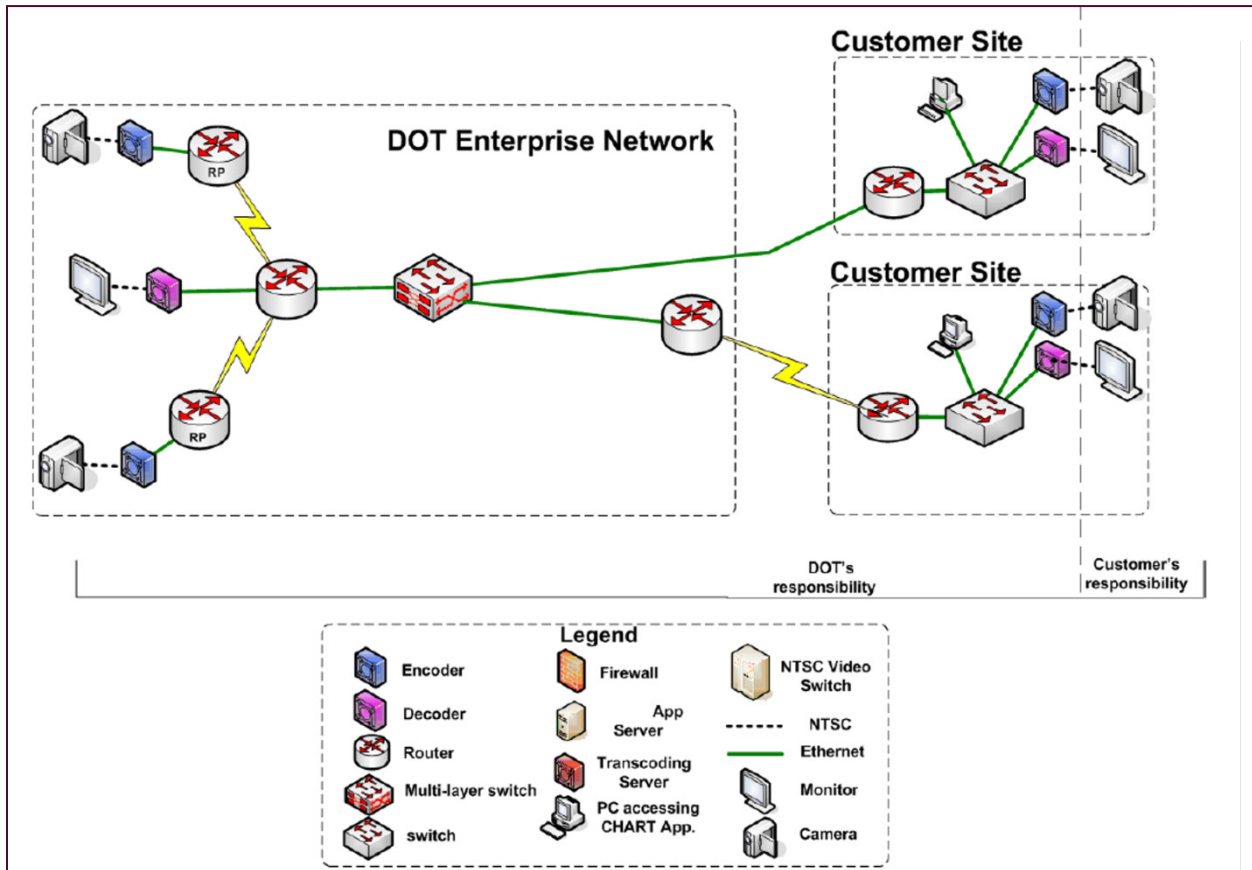 Customer Site
DOT Enterprise Network
RP
Customer Site
RP
DOT's
responsibility
Customer's
responsibility
Legend
Encoder
Decoder
Router
Multi-layer switch
switch
Firewall
App
Server
Transcoding
Server
PC accessing
CHART App.
NTSC Video
Switch
NTSC
Ethernet
Monitor
Camera